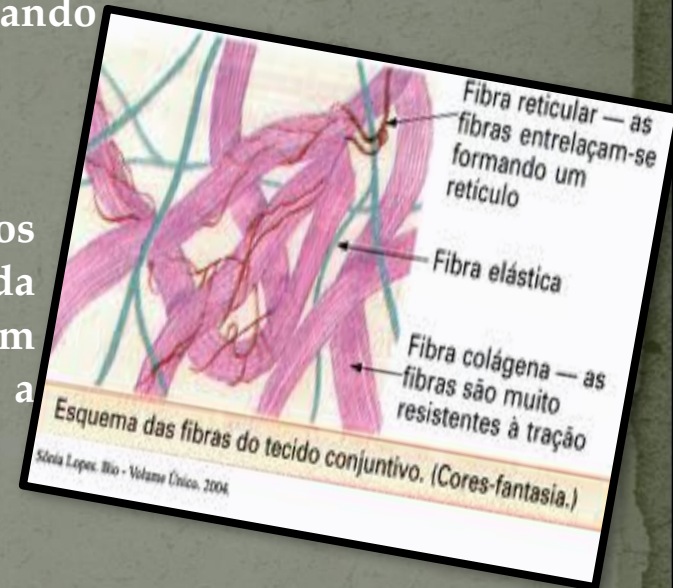 ando
os
da
m
a
Fibra reticular — as
fibras entrelaçam-se
formando um
retículo
Fibra elástica
Fibra colágena — as
fibras são muito
resistentes à tração
Esquema das fibras do tecido conjuntivo. (Cores-fantasia.)
Sônia Lopes. Bio - Volume Único. 2004.